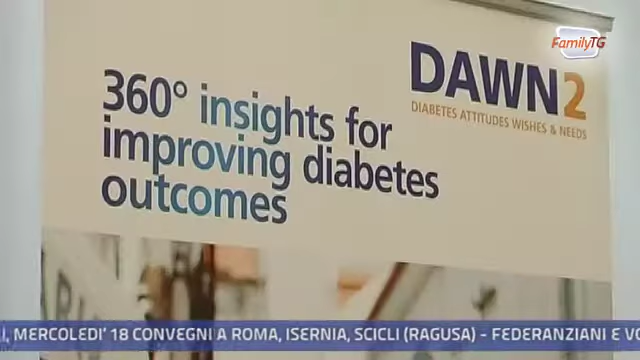 FamilyTG
DAWN2
DIABETES ATTITUDES WISHES & NEEDS
360° insights for
improving diabetes
outcomes
MERCOLEDI' 18 CONVEGNI A ROMA, ISERNIA, SCICLI (RAGUSA) - FEDERANZIANI E